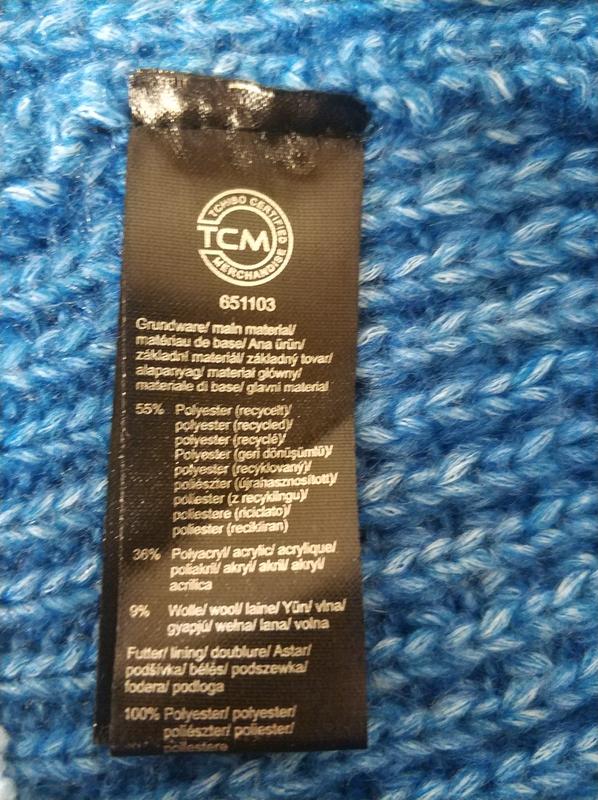 TCHIBO CERTIFIED
TCM
MERCHANDISE
651103
Grundware/ main material/
matériau de base/ Ana ürün/
základní materiál/ základný tovar/
alapanyag/ materiał główny/
materiale di base/ glavni material
55% Polyester (recycelt)/
polyester (recycled)/
polyester (recyclé)/
Polyester (geri dönüşümlü)/
polyester (recyklovaný)/
poliészter (újrahasznosított)/
poliester (z recyklingu)/
poliestere (riciclato)/
poliester (recikliran)
36% Polyacryl/ acrylic/ acrylique/
poliakril/ akryl/ akril/ akryl/
acrilica
9% Wolle/ wool/ laine/ Yün/ vlna/
gyapjú/ wełna/ lana/ volna
Futter/ lining/ doublure/ Astar/
podšívka/ bélés/ podszewka/
fodera/ podloga
100% Polyester/ polyester/
poliészter/ poliester/
poliestere